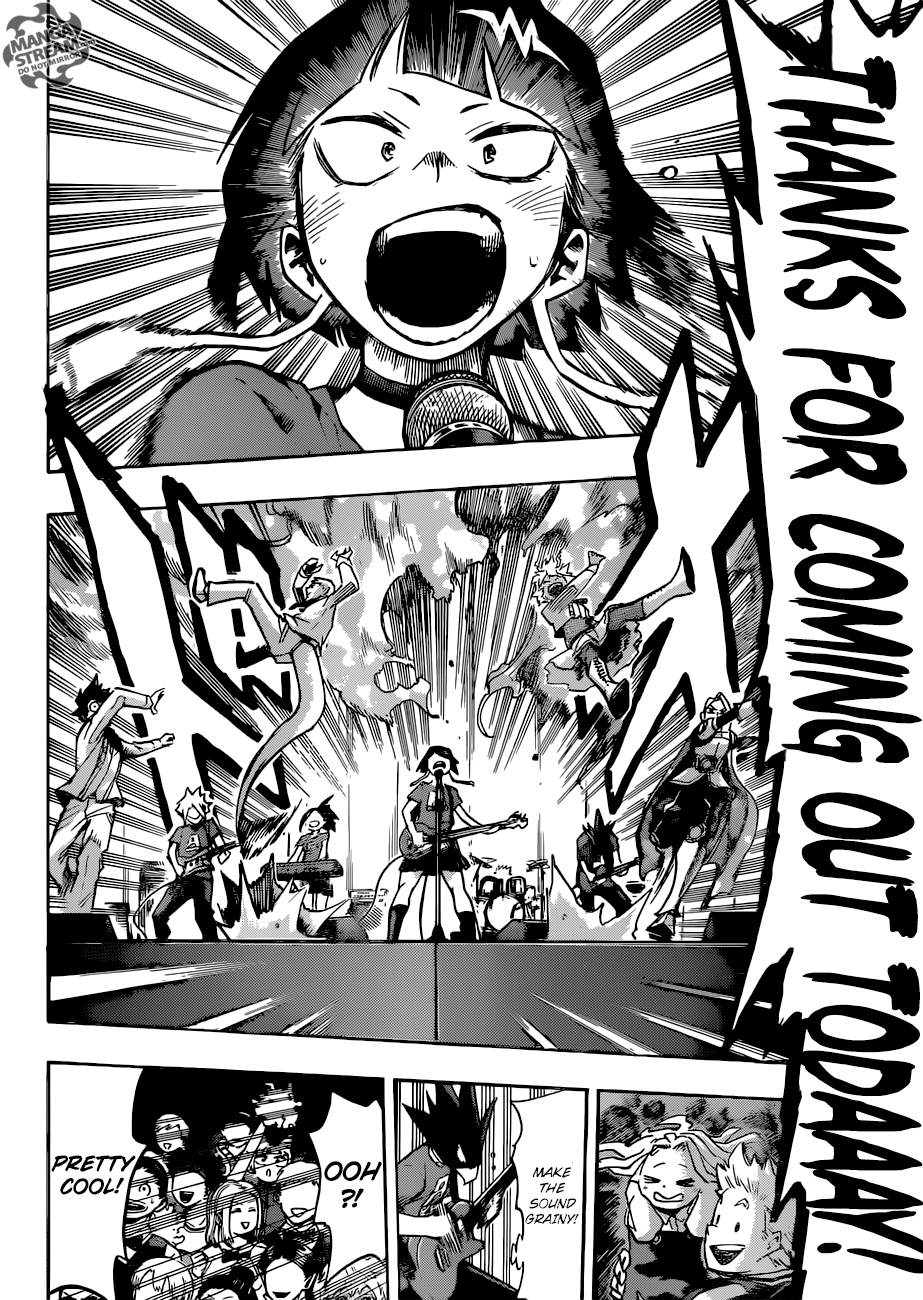 MANGA
STREAM
DO NOT MIRROR
THANKS FOR COMING OUT TODAAAY!
MAKE
THE
SOUND
GRAINY!
OOH
?!
PRETTY
COOL!